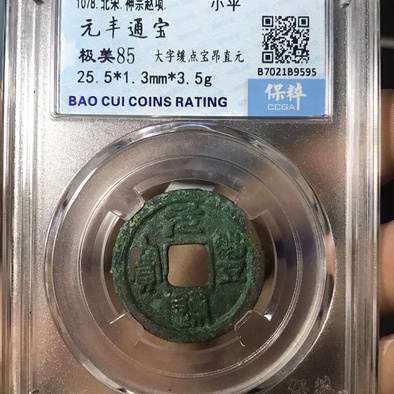 1078.北宋.神宗赵顼. 小平
元丰通宝
极美85 大字缓点宝昂直元
25.5*1.3mm*3.5g
B7021B9595
BAO CUI COINS RATING
保粹
CCGA
元豐通寶